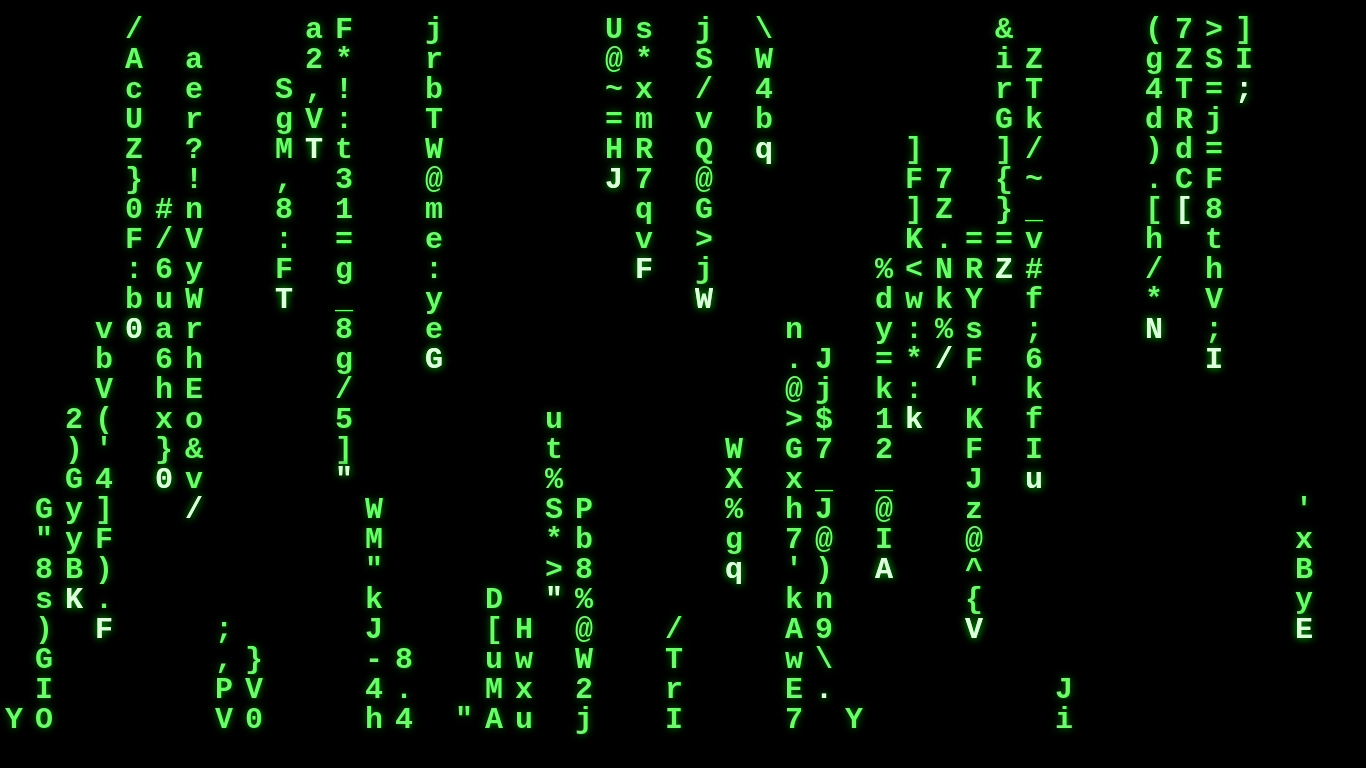 / a F j U s j \ & ( 7 > ]
A a 2 * r @ * S W i Z g Z S I
c e S , ! b ~ x / 4 r T 4 T = ;
U r g V : T = m v b G k d R j
Z ? M T t W H R Q q ] ] / ) d =
} ! , 3 @ J 7 @ F 7 { ~ . C F
0 # n 8 1 m q G ] Z } _ [ [ 8
F / V : = e v > K . = = v h t
: 6 y F g : F j % < N R Z # / h
b u W T _ y W d w k Y f * V
v 0 a r 8 e n y : % s ; N ;
b 6 h g G . J = * / F 6 I
V h E / @ j k : ' k
2 ( x o 5 u > $ 1 k K f
) ' } & ] t W G 7 2 F I
G 4 0 v " % X x _ _ J u
G y ] / W S P % h J @ z '
" y F M * b g 7 @ I @ x
8 B ) " > 8 q ' ) A ^ B
s K . k D " % k n { y
) F ; J [ H @ / A 9 V E
G , } - 8 u w W T w \
I P V 4 . M x 2 r E . J
Y O V 0 h 4 " A u j I 7 Y i